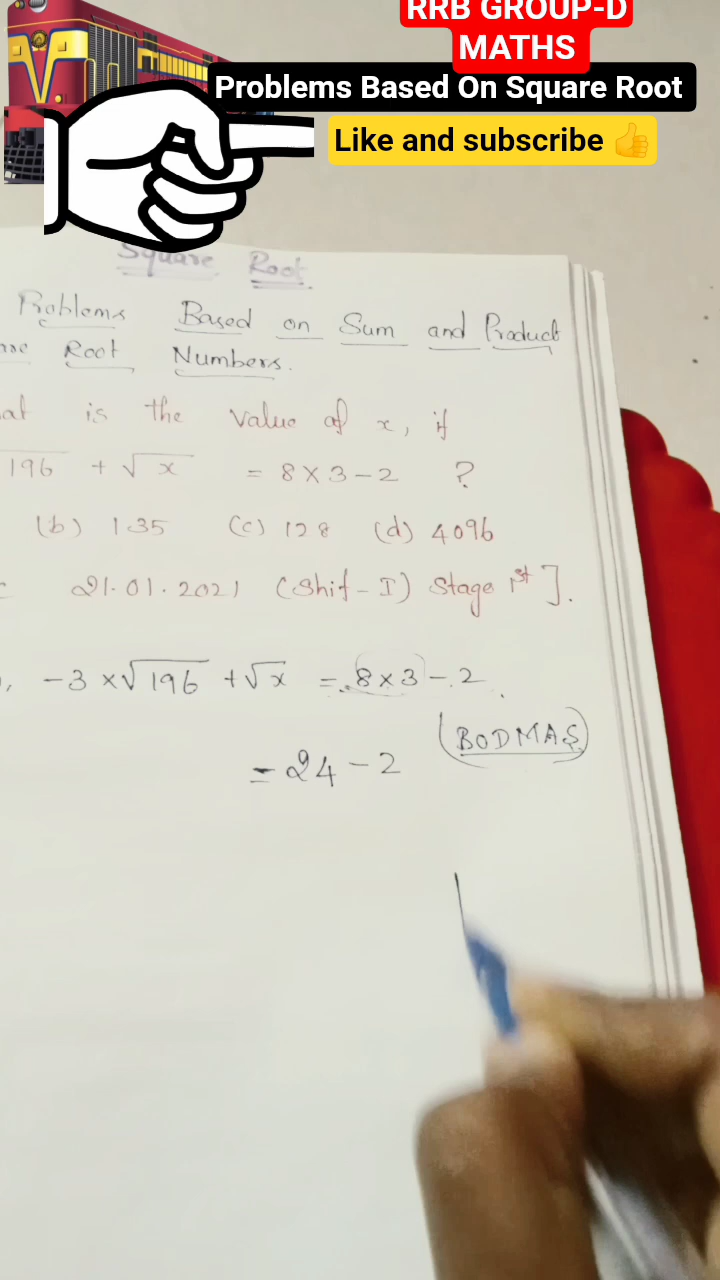 RRB GROUP-D
MATHS
Problems Based On Square Root
Like and subscribe 👍
Square Root
Problems Based on Sum and Product
Root Numbers.
is the value of x, if
196 + √x = 8×3-2 ?
(b) 135 (c) 128 (d) 4096
21.01.2021 (Shif-I) Stage 1st].
-3 ×√196 +√x = 8×3-2
(BODMAS)
= 24-2